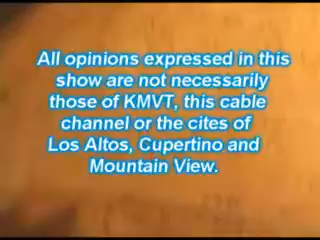 All opinions expressed in this
show are not necessarily
those of KMVT, this cable
channel or the cites of
Los Altos, Cupertino and
Mountain View.